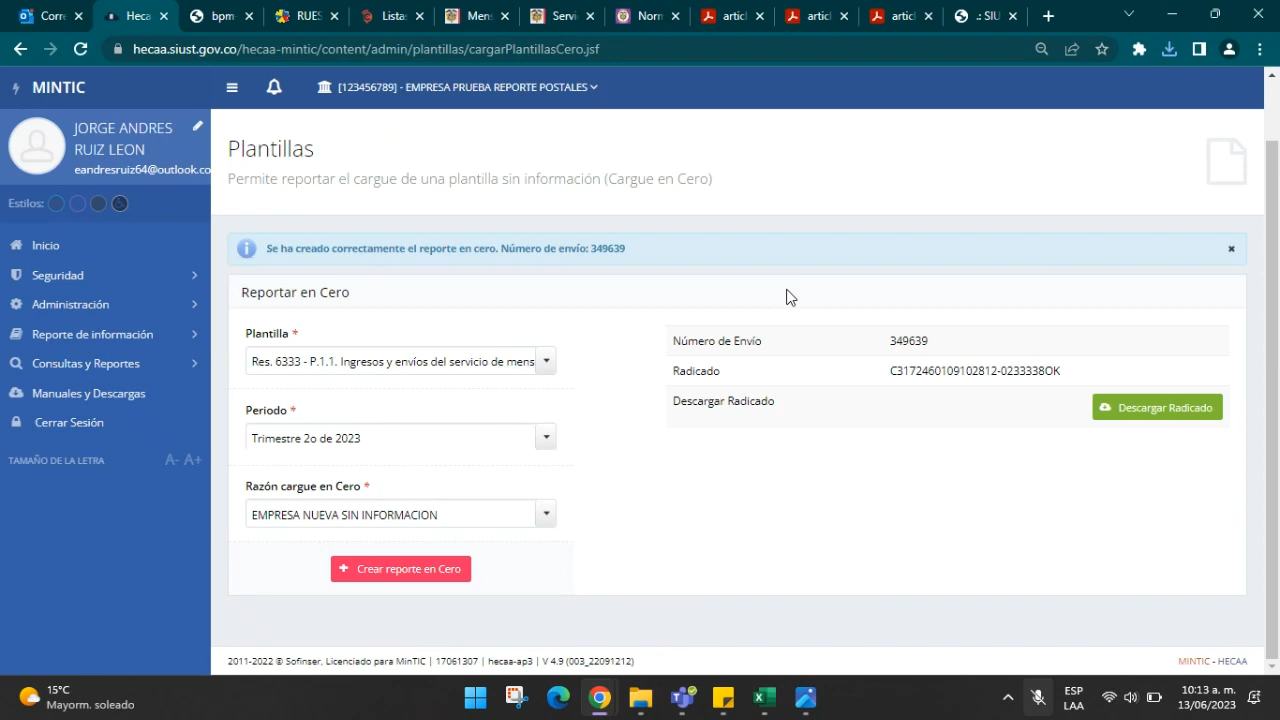 Corre
Heca
bpm
RUES
Lista
Mens
Servi
Norm
artic
artic
artic
.: SIU
hecaa.siust.gov.co/hecaa-mintic/content/admin/plantillas/cargarPlantillasCero.jsf
MINTIC
[123456789] - EMPRESA PRUEBA REPORTE POSTALES
JORGE ANDRES
RUIZ LEON
eandresruiz64@outlook.co
Estilos:
Inicio
Seguridad
Administración
Reporte de información
Consultas y Reportes
Manuales y Descargas
Cerrar Sesión
TAMAÑO DE LA LETRA A- A+
Plantillas
Permite reportar el cargue de una plantilla sin información (Cargue en Cero)
Se ha creado correctamente el reporte en cero. Número de envío: 349639
Reportar en Cero
Plantilla *
Res. 6333 - P.1.1. Ingresos y envíos del servicio de mens
Periodo *
Trimestre 2o de 2023
Razón cargue en Cero *
EMPRESA NUEVA SIN INFORMACION
Crear reporte en Cero
Número de Envío 349639
Radicado C3172460109102812-0233338OK
Descargar Radicado Descargar Radicado
2011-2022 © Sofinser, Licenciado para MinTIC | 17061307 | hecaa-ap3 | V 4.9 (003_22091212)
MINTIC - HECAA
15°C
Mayorm. soleado
ESP
LAA
10:13 a. m.
13/06/2023